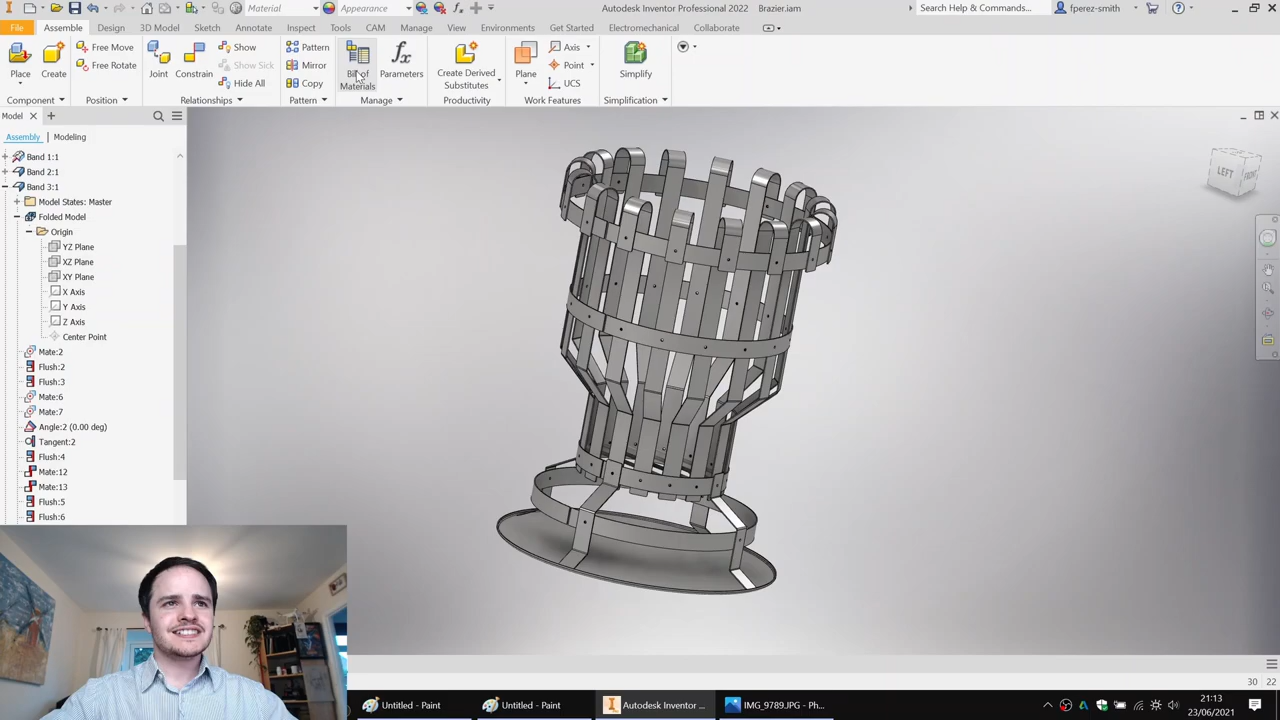 Material
Appearance
Autodesk Inventor Professional 2022
Brazier.iam
Search Help & Commands...
fperez-smith
File
Assemble
Design
3D Model
Sketch
Annotate
Inspect
Tools
CAM
Manage
View
Environments
Get Started
Electromechanical
Collaborate
Place
Create
Free Move
Free Rotate
Joint
Constrain
Show
Show Sick
Hide All
Pattern
Mirror
Copy
Bill of
Materials
Parameters
Create Derived
Substitutes
Plane
Axis
Point
UCS
Simplify
Component
Position
Relationships
Pattern
Manage
Productivity
Work Features
Simplification
Model
Assembly
Modeling
LEFT
FRONT
Band 1:1
Band 2:1
Band 3:1
Model States: Master
Folded Model
Origin
YZ Plane
XZ Plane
XY Plane
X Axis
Y Axis
Z Axis
Center Point
Mate:2
Flush:2
Flush:3
Mate:6
Mate:7
Angle:2 (0.00 deg)
Tangent:2
Flush:4
Mate:12
Mate:13
Flush:5
Flush:6
30 22
Untitled - Paint
Untitled - Paint
Autodesk Inventor ...
IMG_9789.JPG - Ph...
21:13
23/06/2021